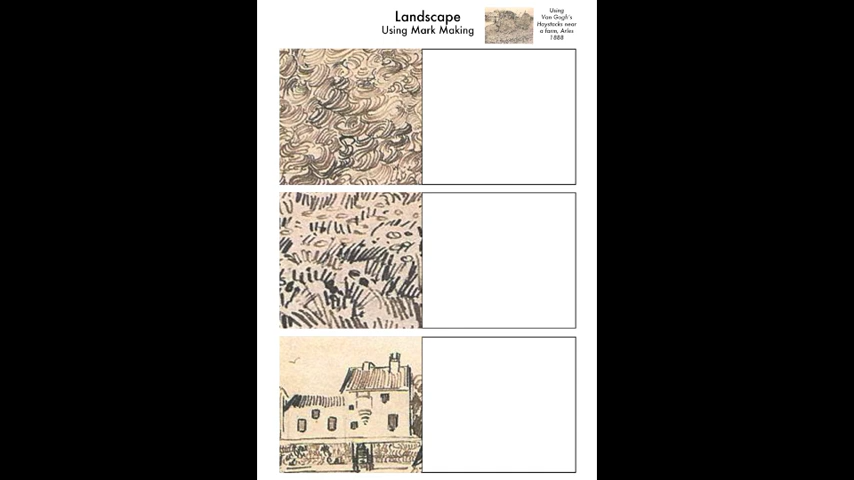 Landscape
Using Mark Making
Using
Van Gogh's
Haystacks near
a farm, Arles
1888